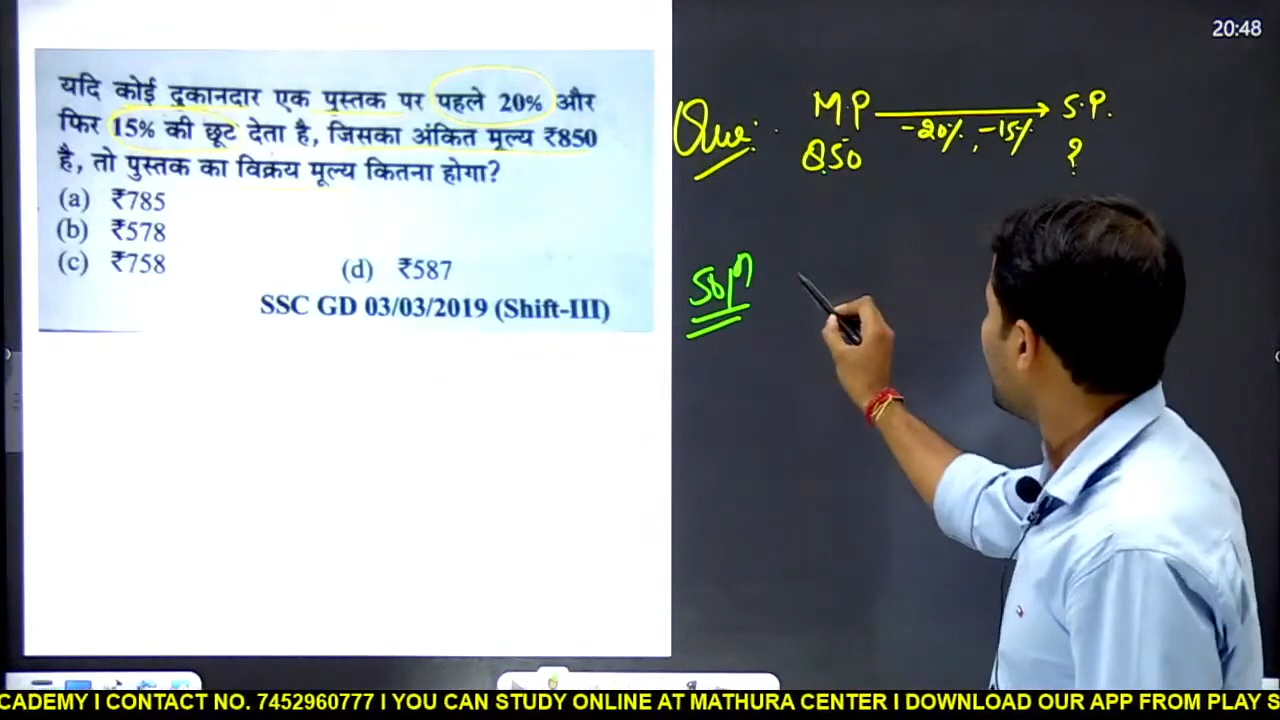 20:48
यदि कोई दुकानदार एक पुस्तक पर पहले 20% और
फिर 15% की छूट देता है, जिसका अंकित मूल्य ₹850
है, तो पुस्तक का विक्रय मूल्य कितना होगा?
(a) ₹785
(b) ₹578
(c) ₹758
(d) ₹587
SSC GD 03/03/2019 (Shift-III)
Que:
M.P S.P.
-20%, -15%
850 ?
Sol^n
CADEMY I CONTACT NO. 7452960777 I YOU CAN STUDY ONLINE AT MATHURA CENTER I DOWNLOAD OUR APP FROM PLAY S